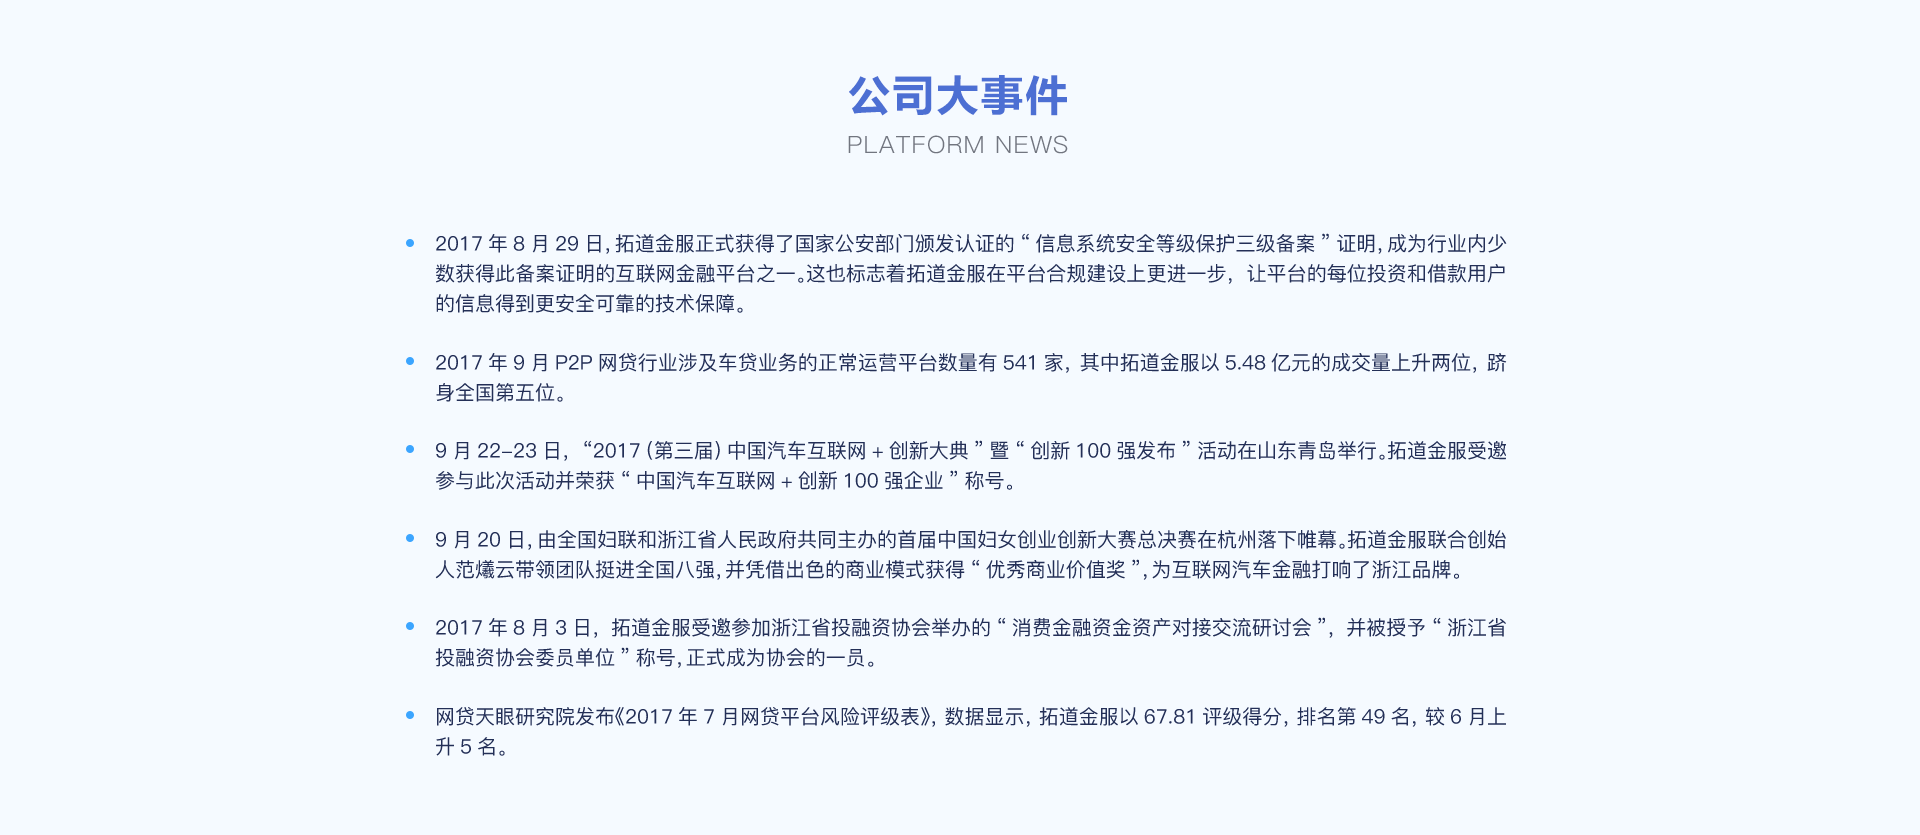 公司大事件
PLATFORM NEWS
2017 年 8 月 29 日, 拓道金服正式获得了国家公安部门颁发认证的 “ 信息系统安全等级保护三级备案 ” 证明, 成为行业内少
数获得此备案证明的互联网金融平台之一。这也标志着拓道金服在平台合规建设上更进一步, 让平台的每位投资和借款用户
的信息得到更安全可靠的技术保障。
2017 年 9 月 P2P 网贷行业涉及车贷业务的正常运营平台数量有 541 家, 其中拓道金服以 5.48 亿元的成交量上升两位, 跻
身全国第五位。
9 月 22–23 日, “2017 (第三届) 中国汽车互联网 + 创新大典 ” 暨 “ 创新 100 强发布 ” 活动在山东青岛举行。拓道金服受邀
参与此次活动并荣获 “ 中国汽车互联网 + 创新 100 强企业 ” 称号。
9 月 20 日, 由全国妇联和浙江省人民政府共同主办的首届中国妇女创业创新大赛总决赛在杭州落下帷幕。拓道金服联合创始
人范爔云带领团队挺进全国八强, 并凭借出色的商业模式获得 “ 优秀商业价值奖 ”, 为互联网汽车金融打响了浙江品牌。
2017 年 8 月 3 日, 拓道金服受邀参加浙江省投融资协会举办的 “ 消费金融资金资产对接交流研讨会 ”, 并被授予 “ 浙江省
投融资协会委员单位 ” 称号, 正式成为协会的一员。
网贷天眼研究院发布《2017 年 7 月网贷平台风险评级表》, 数据显示, 拓道金服以 67.81 评级得分, 排名第 49 名, 较 6 月上
升 5 名。